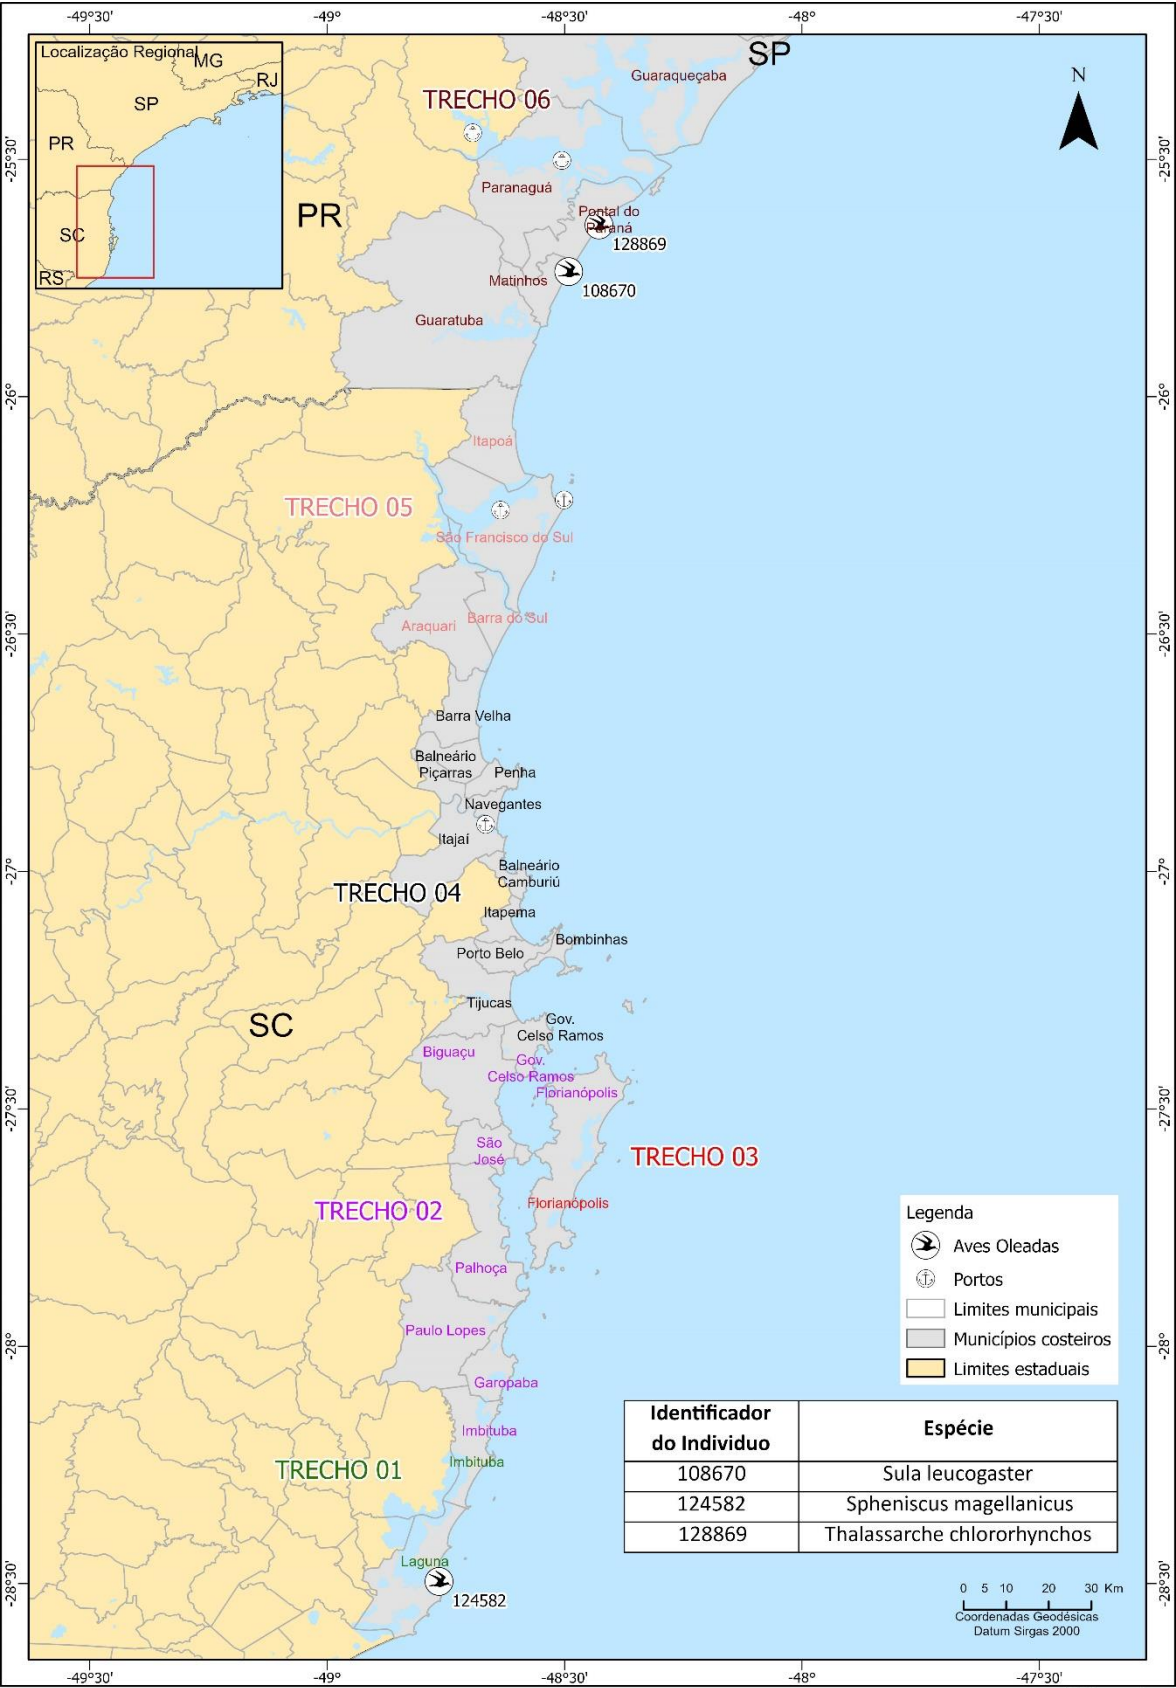 -49°30'
-49°
-48°30'
-48°
-47°30'
Localização Regional
MG
RJ
SP
PR
SC
RS
SP
Guaraqueçaba
N
TRECHO 06
-25°30'
-25°30'
Paranaguá
PR
Pontal do
Paraná
128869
Matinhos
108670
Guaratuba
-26°
-26°
Itapoá
TRECHO 05
São Francisco do Sul
Barra do Sul
Araquari
-26°30'
-26°30'
Barra Velha
Balneário
Piçarras
Penha
Navegantes
Itajaí
-27°
-27°
Balneário
Camburiú
TRECHO 04
Itapema
Bombinhas
Porto Belo
Tijucas
SC
Gov.
Celso Ramos
Biguaçu
Gov.
Celso Ramos
Florianópolis
-27°30'
-27°30'
São
José
TRECHO 03
TRECHO 02
Florianópolis
Palhoça
Paulo Lopes
-28°
-28°
Garopaba
Imbituba
Imbituba
TRECHO 01
Laguna
124582
-28°30'
-28°30'
Legenda
Aves Oleadas
Portos
Limites municipais
Municípios costeiros
Limites estaduais
Identificador
do Individuo
Espécie
108670 Sula leucogaster
124582 Spheniscus magellanicus
128869 Thalassarche chlororhynchos
0 5 10 20 30 Km
Coordenadas Geodésicas
Datum Sirgas 2000
-49°30'
-49°
-48°30'
-48°
-47°30'